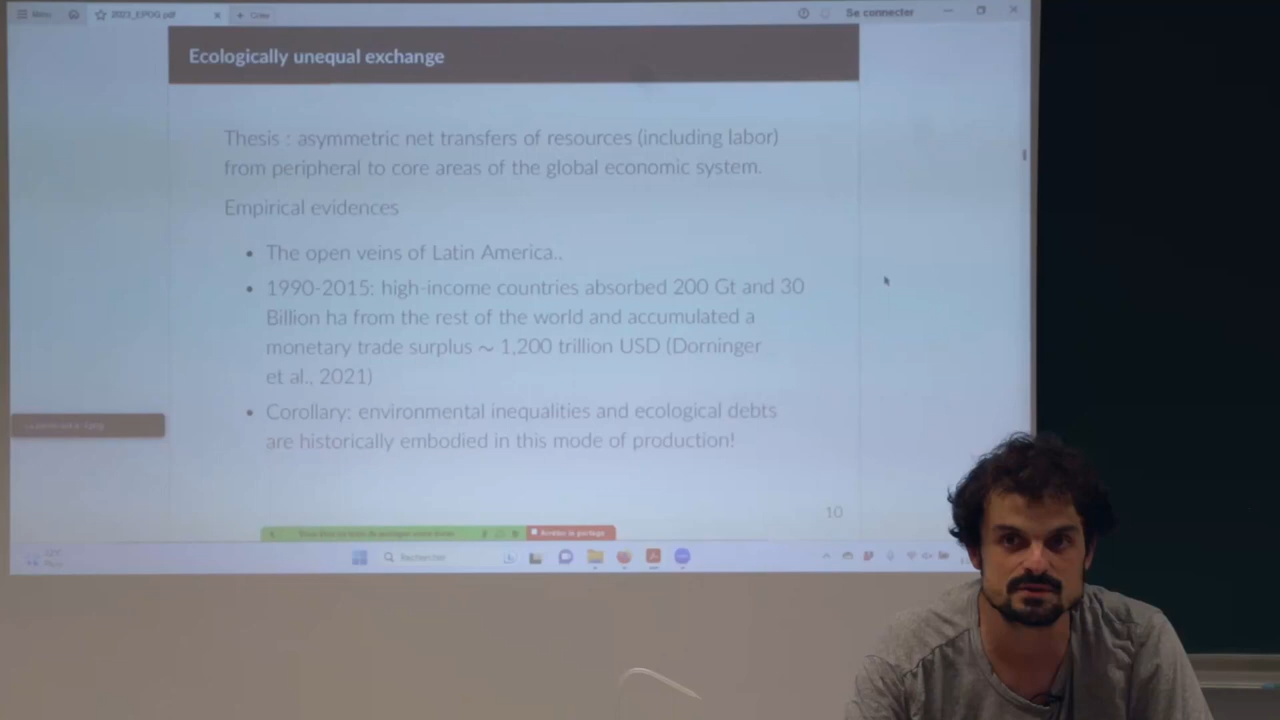 Menu
2023_EPOG.pdf
Se connecter
Ecologically unequal exchange
Thesis : asymmetric net transfers of resources (including labor)
from peripheral to core areas of the global economic system.
Empirical evidences
• The open veins of Latin America..
• 1990-2015: high-income countries absorbed 200 Gt and 30
Billion ha from the rest of the world and accumulated a
monetary trade surplus ~ 1,200 trillion USD (Dorninger
et al., 2021)
• Corollary: environmental inequalities and ecological debts
are historically embodied in this mode of production!
10
Rechercher